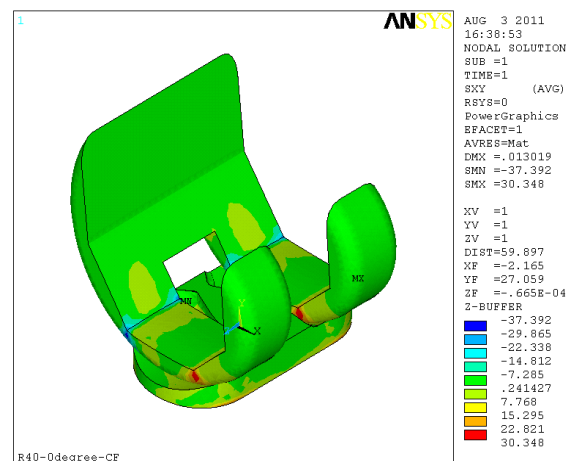 1
ANSYS
AUG 3 2011
16:38:53
NODAL SOLUTION
SUB =1
TIME=1
SXY (AVG)
RSYS=0
PowerGraphics
EFACET=1
AVRES=Mat
DMX =.013019
SMN =-37.392
SMX =30.348
XV =1
YV =1
ZV =1
DIST=59.897
XF =-2.165
YF =27.059
ZF =-.665E-04
Z-BUFFER
-37.392
-29.865
-22.338
-14.812
-7.285
.241427
7.768
15.295
22.821
30.348
MX
MN
Y
X
R40-0degree-CF